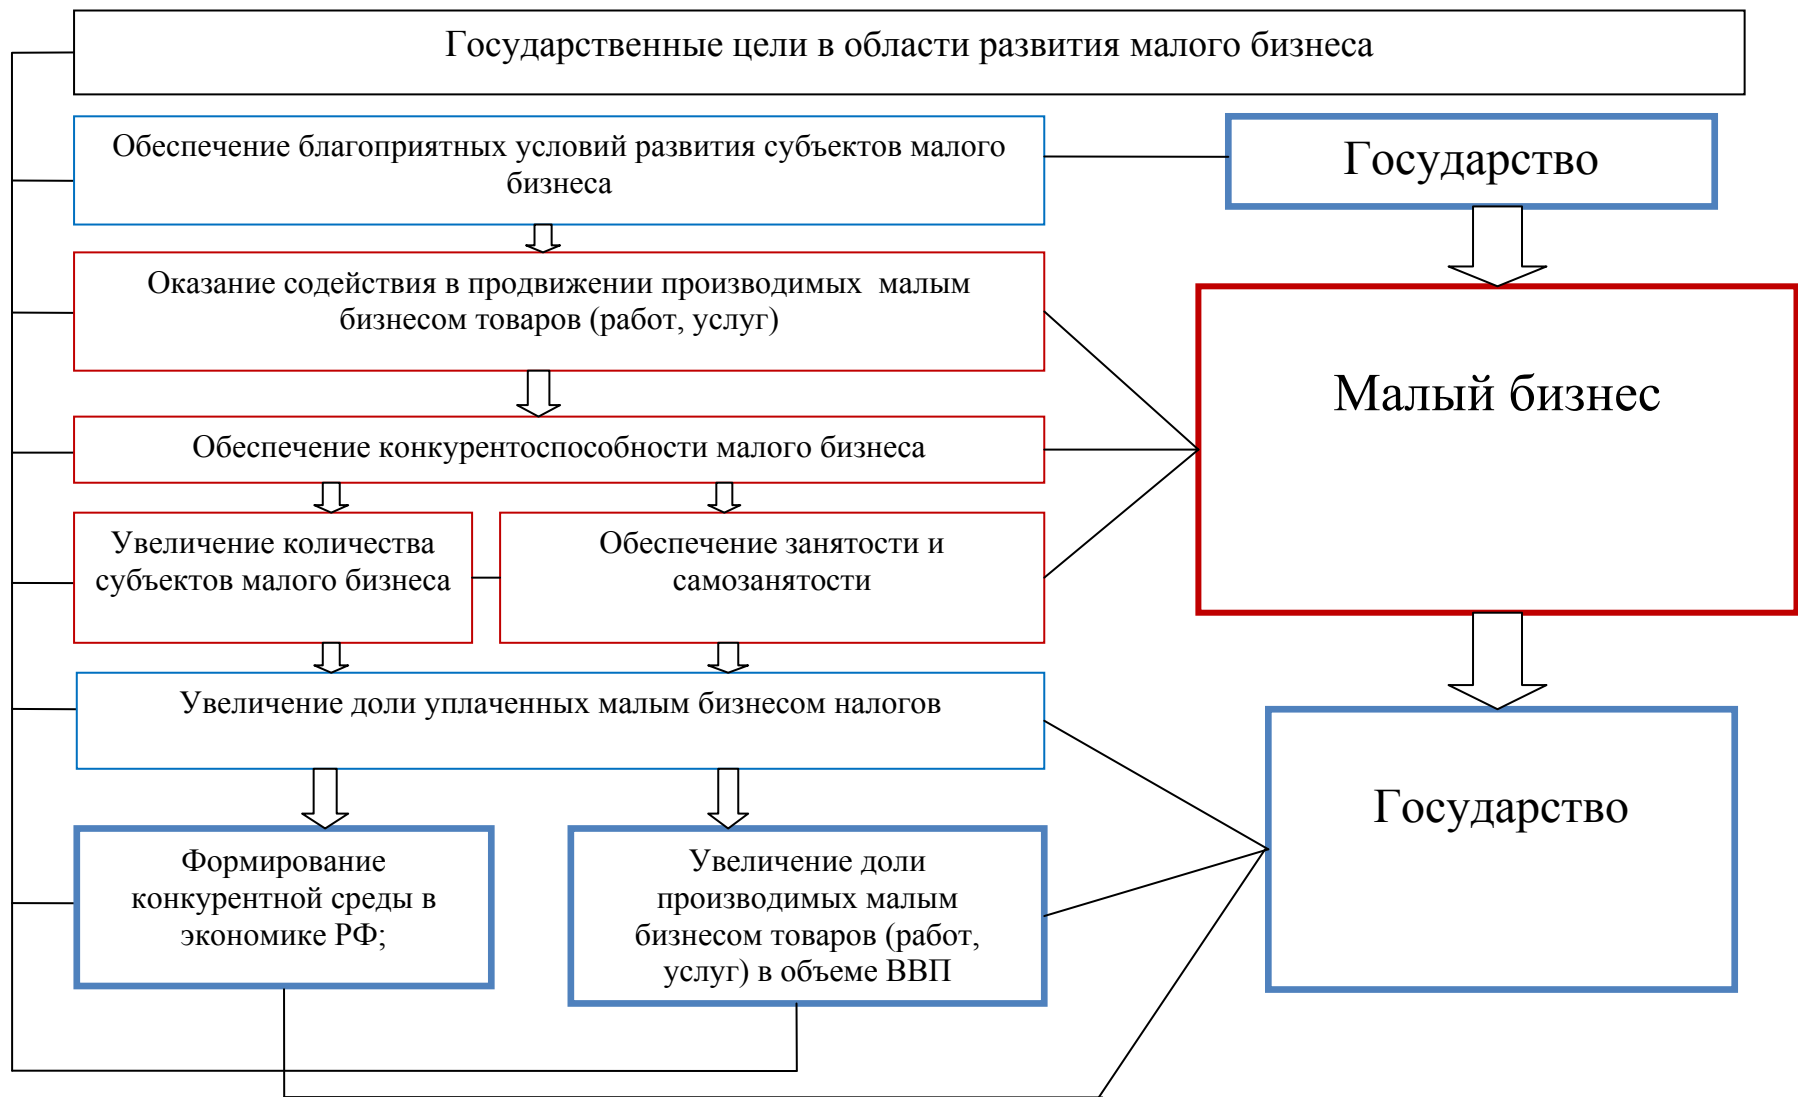 Государственные цели в области развития малого бизнеса
Обеспечение благоприятных условий развития субъектов малого
бизнеса
Государство
Оказание содействия в продвижении производимых малым
бизнесом товаров (работ, услуг)
Малый бизнес
Обеспечение конкурентоспособности малого бизнеса
Увеличение количества
субъектов малого бизнеса
Обеспечение занятости и
самозанятости
Увеличение доли уплаченных малым бизнесом налогов
Государство
Формирование
конкурентной среды в
экономике РФ;
Увеличение доли
производимых малым
бизнесом товаров (работ,
услуг) в объеме ВВП